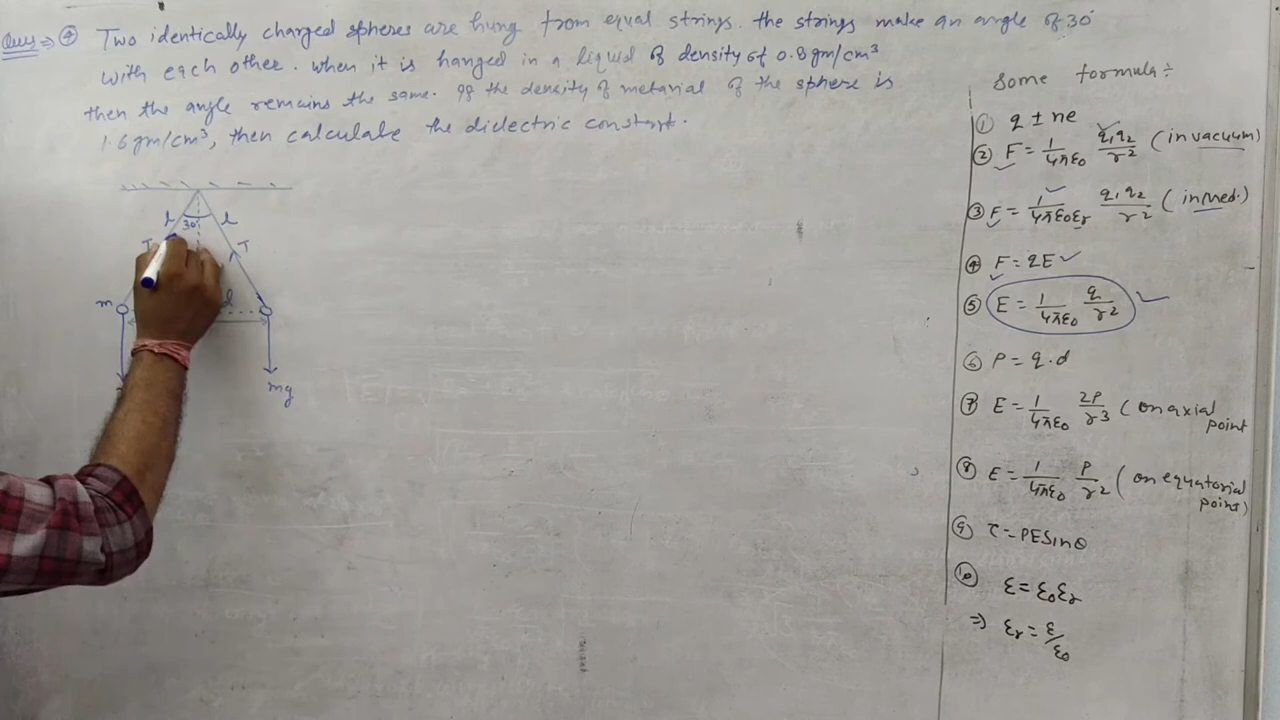 Ques ⇒ ④ Two identically charged spheres are hung from equal strings. the strings make an angle of 30°
with each other. when it is hanged in a liquid of density of 0.8 gm/cm³
then the angle remains the same. If the density of metarial of the sphere is
1.6 gm/cm³, then calculate the dielectric constant.
l 30° l
T T
m d
mg
some formula ÷
① q ± ne
② F = 1/4πε₀ q₁q₂/r² (in vacuum)
③ F = 1/4πε₀εᵣ q₁q₂/r² (in Med.)
④ F = qE
⑤ E = 1/4πε₀ q/r²
⑥ P = q.d
⑦ E = 1/4πε₀ 2P/r3 (on axial point
⑧ E = 1/4πε₀ P/r2 (on equatorial point)
⑨ τ = PE Sinθ
⑩ ε = ε₀εᵣ
⇒ εᵣ = ε/ε₀